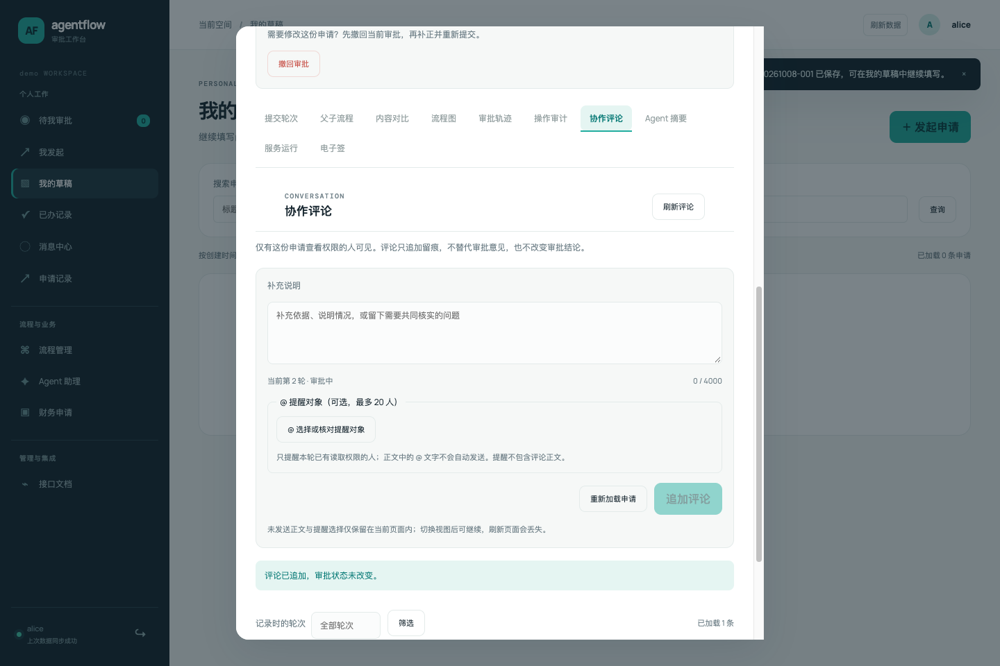 AF
agentflow
审批工作台
demo WORKSPACE
个人工作
待我审批
0
我发起
我的草稿
已办记录
消息中心
申请记录
流程与业务
流程管理
Agent 助理
财务申请
管理与集成
接口文档
alice
上次数据同步成功
当前空间 / 我的草稿
刷新数据
A
alice
0261008-001 已保存，可在我的草稿中继续填写。
×
PERSONAL
我的
继续填写
+ 发起申请
搜索申
标题
查询
按创建时间
已加载 0 条申请
需要修改这份申请？先撤回当前审批，再补正并重新提交。
撤回审批
提交轮次
父子流程
内容对比
流程图
审批轨迹
操作审计
协作评论
Agent 摘要
服务运行
电子签
CONVERSATION
协作评论
刷新评论
仅有这份申请查看权限的人可见。评论只追加留痕，不替代审批意见，也不改变审批结论。
补充说明
补充依据、说明情况，或留下需要共同核实的问题
当前第 2 轮 · 审批中
0 / 4000
@ 提醒对象（可选，最多 20 人）
@ 选择或核对提醒对象
只提醒本轮已有读取权限的人；正文中的 @ 文字不会自动发送。提醒不包含评论正文。
重新加载申请
追加评论
未发送正文与提醒选择仅保留在当前页面内；切换视图后可继续，刷新页面会丢失。
评论已追加，审批状态未改变。
记录时的轮次
全部轮次
筛选
已加载 1 条